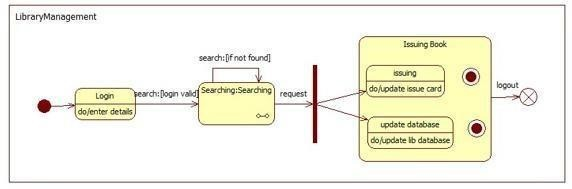 LibraryManagement
Issuing Book
search:[if not found]
issuing
do/update issue card
Login
do/enter details
search:[login valid]
Searching:Searching
request
logout
update database
do/update lib database